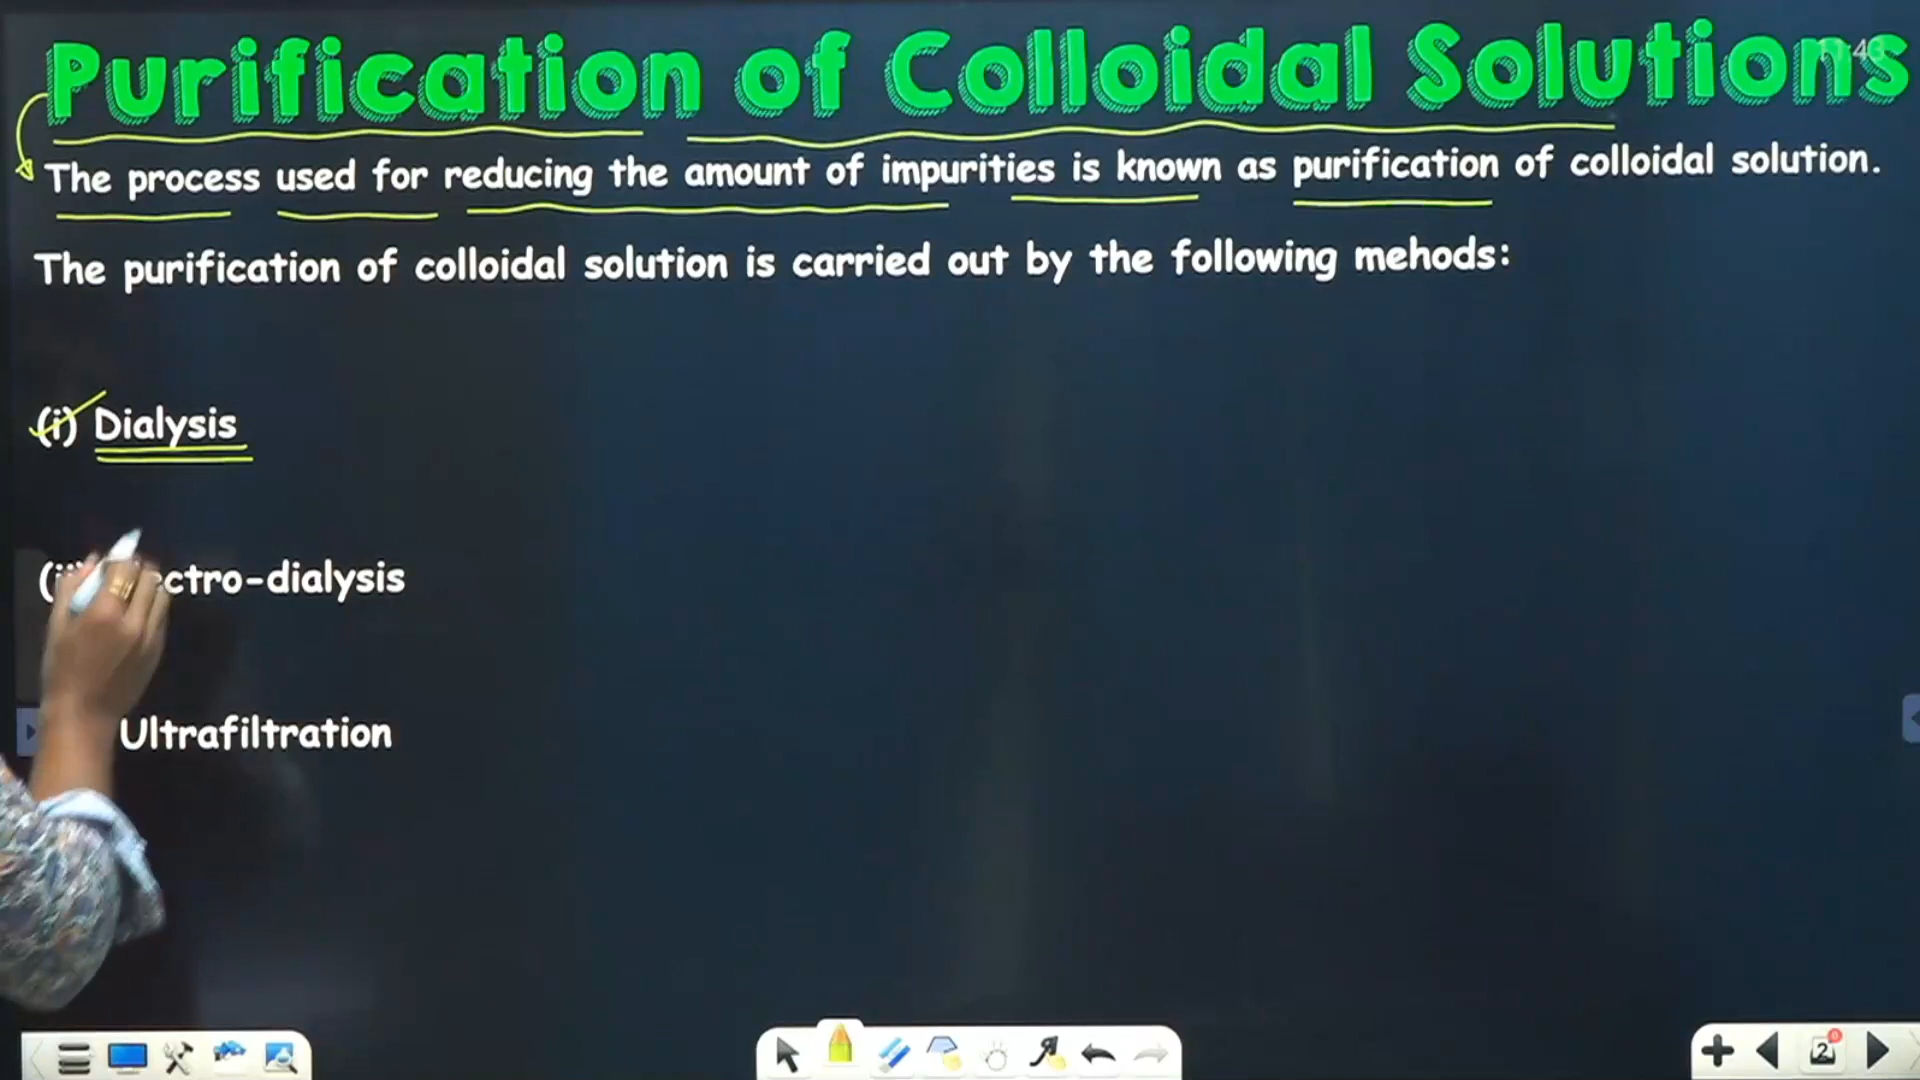 Purification of Colloidal Solutions
The process used for reducing the amount of impurities is known as purification of colloidal solution.
The purification of colloidal solution is carried out by the following mehods:
(i) Dialysis
ctro-dialysis
Ultrafiltration
2